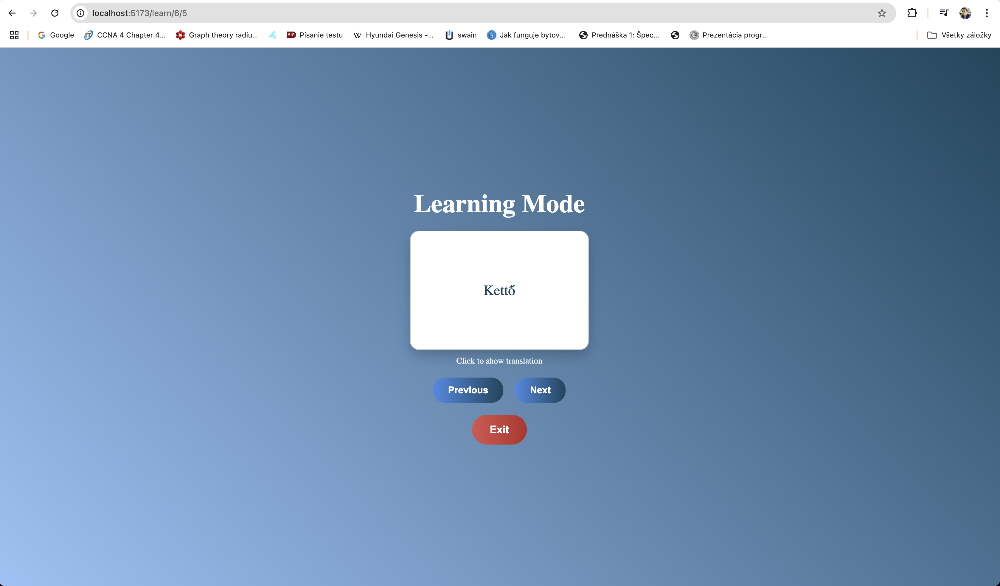 localhost:5173/learn/6/5
Google CCNA 4 Chapter 4... Graph theory radiu... AIS Písanie testu W Hyundai Genesis -... swain § Jak funguje bytov... Prednáška 1: Špec... Prezentácia progr... Všetky záložky
Learning Mode
Kettő
Click to show translation
Previous Next
Exit